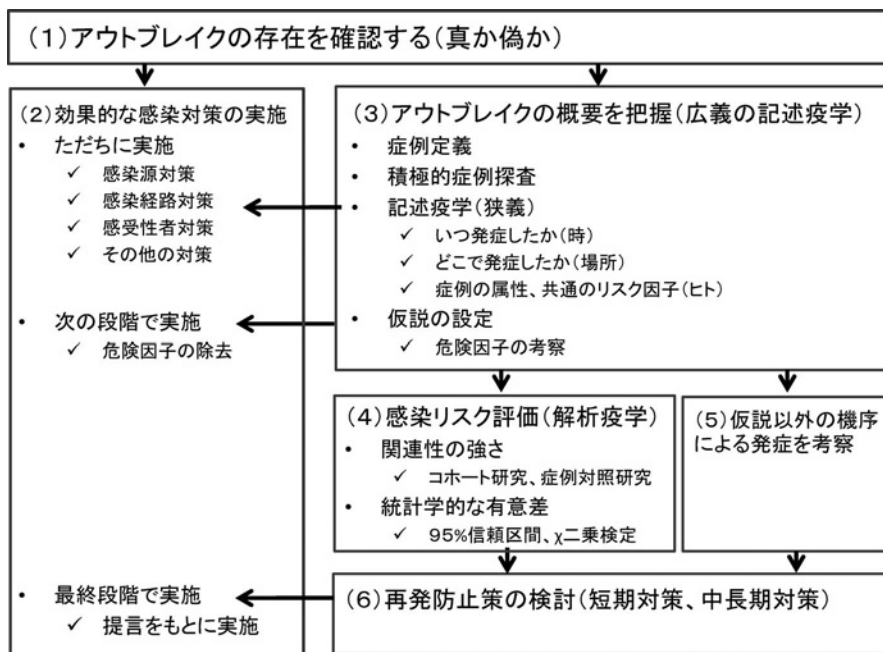 (1)アウトブレイクの存在を確認する(真か偽か)
(2)効果的な感染対策の実施
• ただちに実施
✓ 感染源対策
✓ 感染経路対策
✓ 感受性者対策
✓ その他の対策
• 次の段階で実施
✓ 危険因子の除去
• 最終段階で実施
✓ 提言をもとに実施
(3)アウトブレイクの概要を把握(広義の記述疫学)
• 症例定義
• 積極的症例探査
• 記述疫学(狭義)
✓ いつ発症したか(時)
✓ どこで発症したか(場所)
✓ 症例の属性、共通のリスク因子(ヒト)
• 仮説の設定
✓ 危険因子の考察
(4)感染リスク評価(解析疫学)
• 関連性の強さ
✓ コホート研究、症例対照研究
• 統計学的な有意差
✓ 95%信頼区間、χ二乗検定
(5)仮説以外の機序
による発症を考察
(6)再発防止策の検討(短期対策、中長期対策)